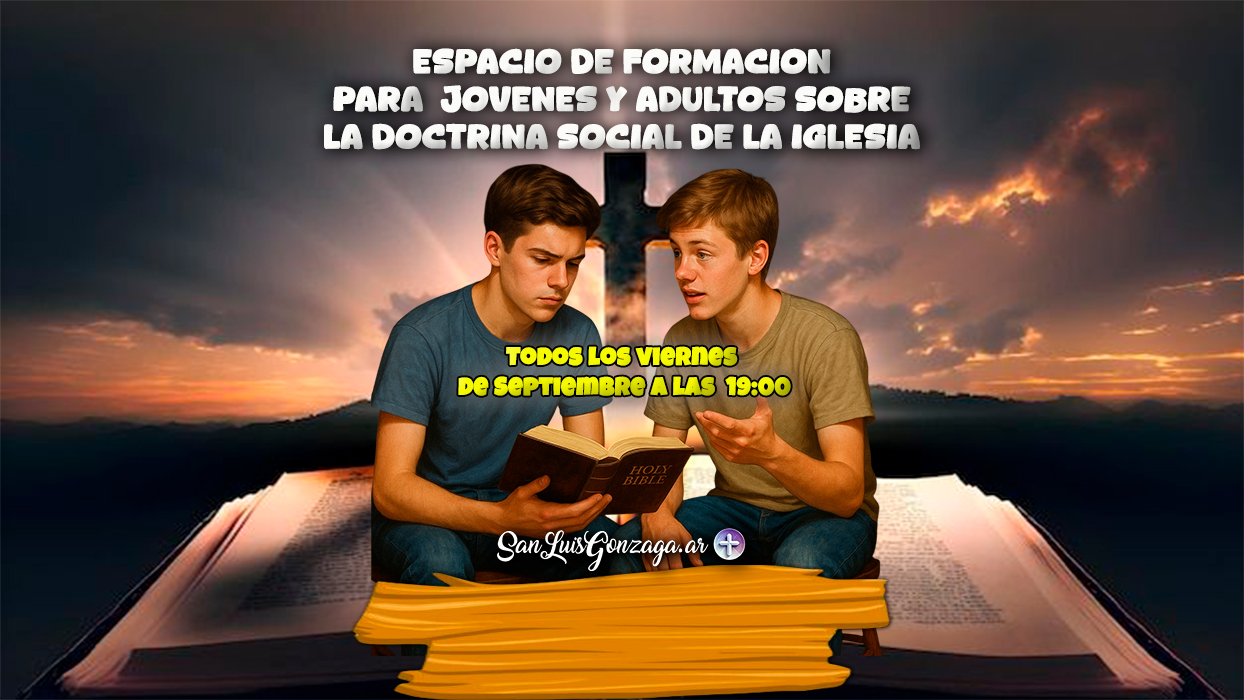 ESPACIO DE FORMACION
PARA JOVENES Y ADULTOS SOBRE
LA DOCTRINA SOCIAL DE LA IGLESIA
TODOS LOS VIERNES
DE SEPTIEMBRE A LAS 19:00
HOLY
BIBLE
SanLuisGonzaga.ar